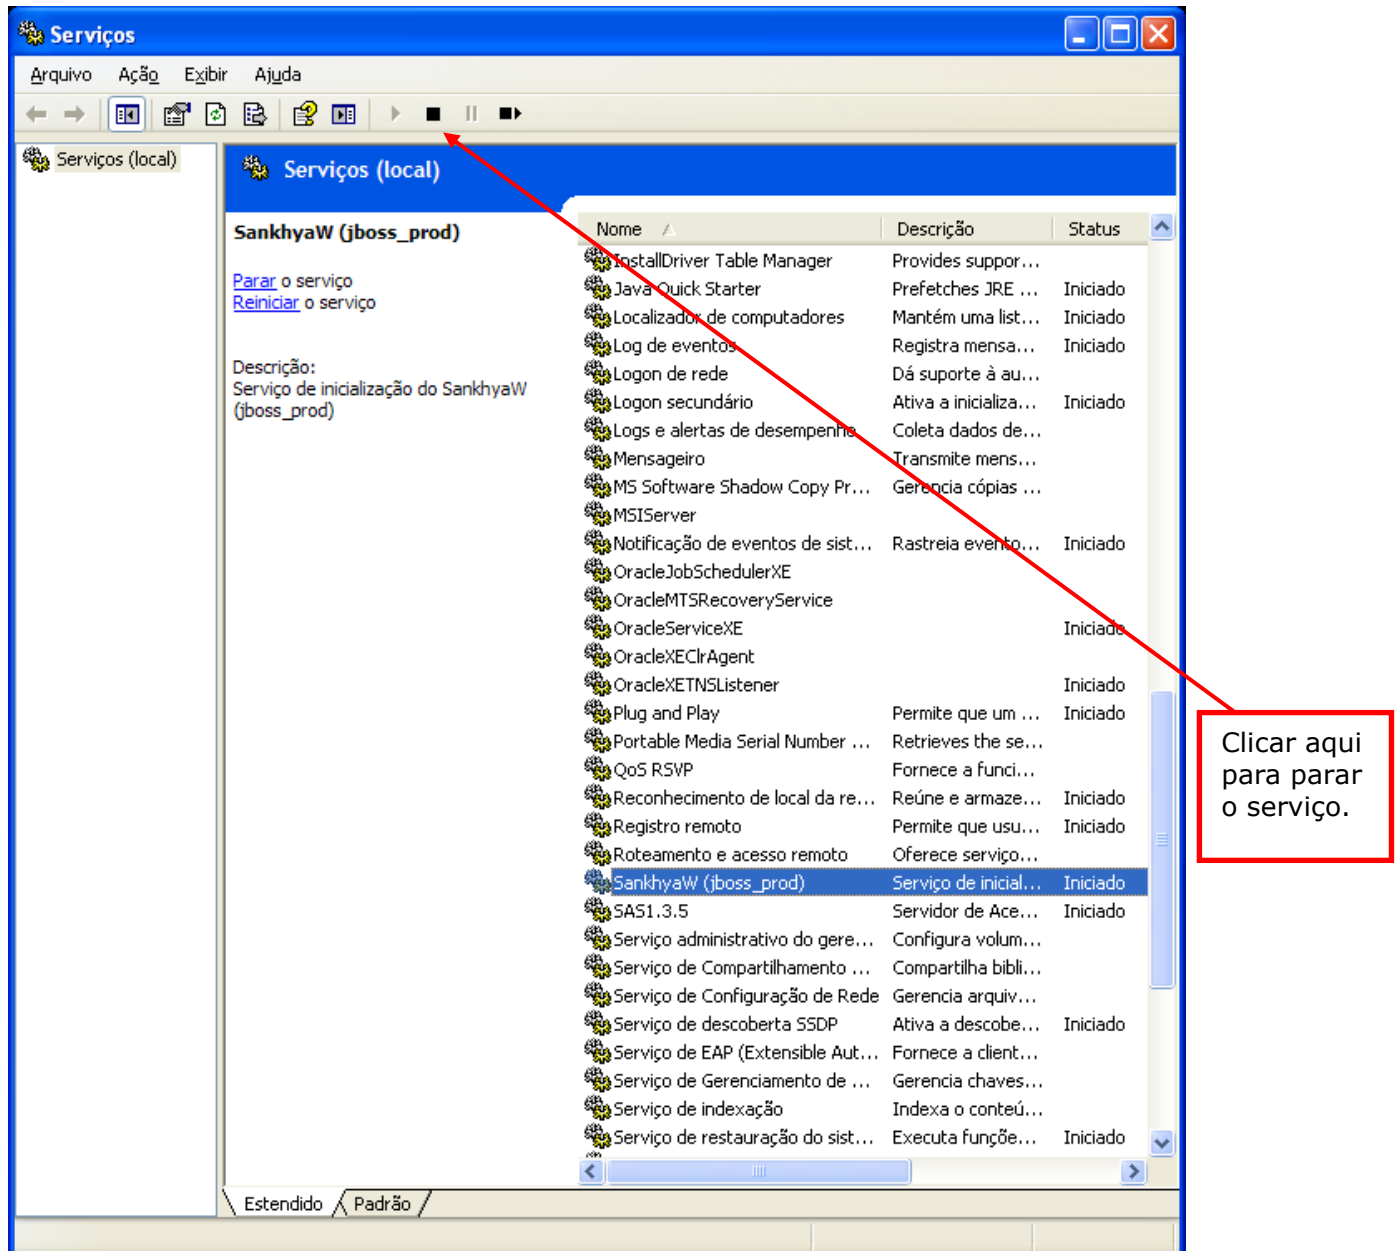 Serviços
Arquivo Ação Exibir Ajuda
Serviços (local)
Serviços (local)
SankhyaW (jboss_prod)
Parar o serviço
Reiniciar o serviço
Descrição:
Serviço de inicialização do SankhyaW
(jboss_prod)
Nome Descrição Status
InstallDriver Table Manager Provides suppor...
Java Quick Starter Prefetches JRE ... Iniciado
Localizador de computadores Mantém uma list... Iniciado
Log de eventos Registra mensa... Iniciado
Logon de rede Dá suporte à au...
Logon secundário Ativa a inicializa... Iniciado
Logs e alertas de desempenho Coleta dados de...
Mensageiro Transmite mens...
MS Software Shadow Copy Pr... Gerencia cópias ...
MSIServer
Notificação de eventos de sist... Rastreia evento... Iniciado
OracleJobSchedulerXE
OracleMTSRecoveryService
OracleServiceXE Iniciado
OracleXEClrAgent
OracleXETNSListener Iniciado
Plug and Play Permite que um ... Iniciado
Portable Media Serial Number ... Retrieves the se...
QoS RSVP Fornece a funci...
Reconhecimento de local da re... Reúne e armaze... Iniciado
Registro remoto Permite que usu... Iniciado
Roteamento e acesso remoto Oferece serviço...
SankhyaW (jboss_prod) Serviço de inicial... Iniciado
SAS1.3.5 Servidor de Ace... Iniciado
Serviço administrativo do gere... Configura volum...
Serviço de Compartilhamento ... Compartilha bibli...
Serviço de Configuração de Rede Gerencia arquiv...
Serviço de descoberta SSDP Ativa a descobe... Iniciado
Serviço de EAP (Extensible Aut... Fornece a client...
Serviço de Gerenciamento de ... Gerencia chaves...
Serviço de indexação Indexa o conteú...
Serviço de restauração do sist... Executa funçõe... Iniciado
Estendido Padrão
Clicar aqui
para parar
o serviço.